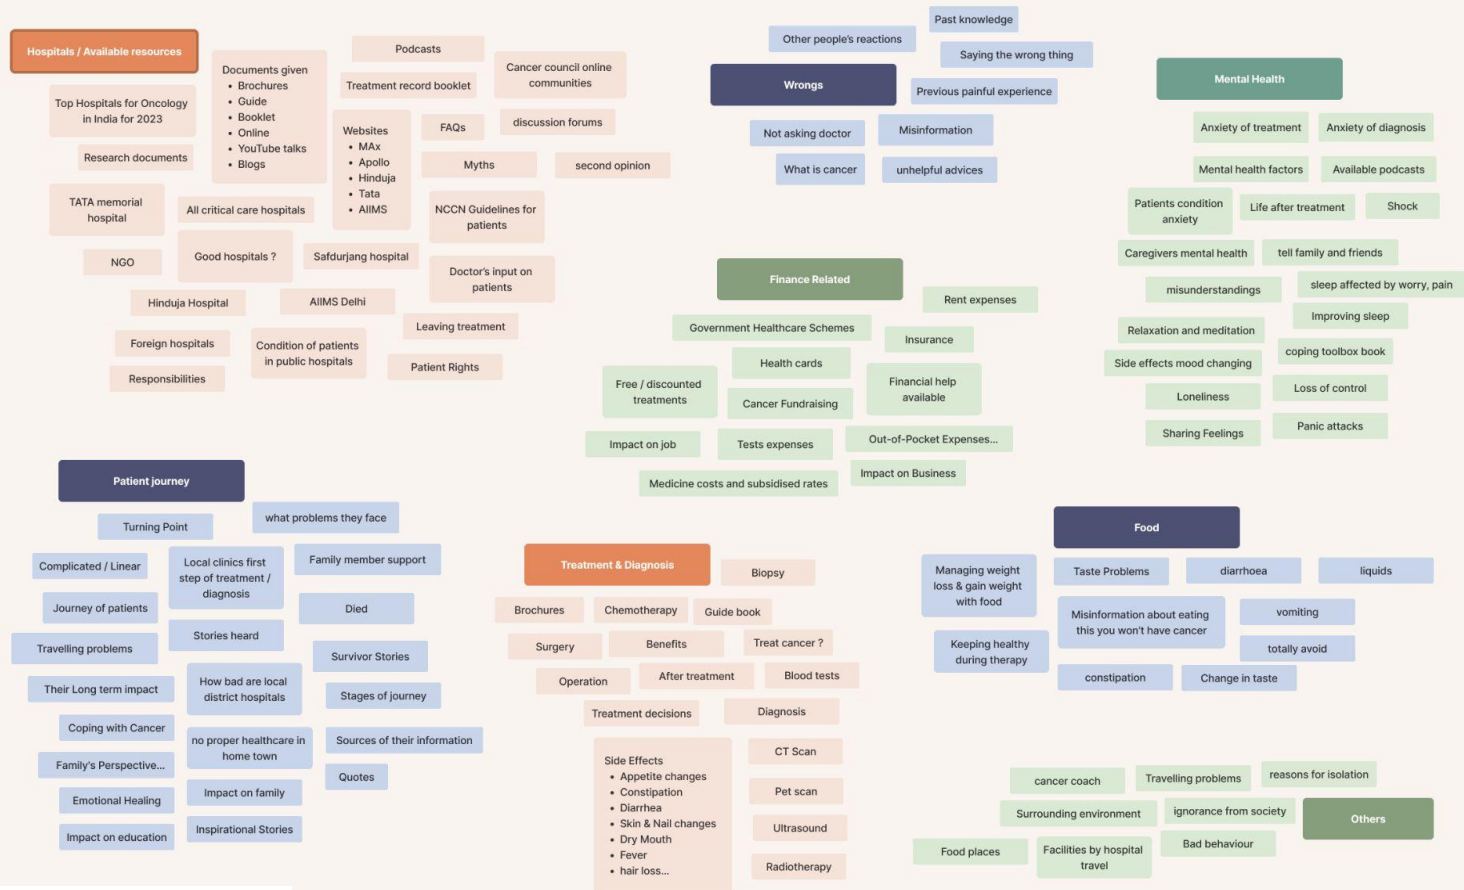 Hospitals / Available resources
Podcasts
Documents given
• Brochures
• Guide
• Booklet
• Online
• YouTube talks
• Blogs
Cancer council online
communities
Treatment record booklet
Top Hospitals for Oncology
in India for 2023
Websites
• MAx
• Apollo
• Hinduja
• Tata
• AIIMS
FAQs
discussion forums
Research documents
Myths
second opinion
TATA memorial
hospital
All critical care hospitals
NCCN Guidelines for
patients
NGO
Good hospitals ?
Safdurjang hospital
Doctor's input on
patients
Hinduja Hospital
AIIMS Delhi
Leaving treatment
Foreign hospitals
Condition of patients
in public hospitals
Patient Rights
Responsibilities
Past knowledge
Other people's reactions
Saying the wrong thing
Wrongs
Previous painful experience
Not asking doctor
Misinformation
What is cancer
unhelpful advices
Mental Health
Anxiety of treatment
Anxiety of diagnosis
Mental health factors
Available podcasts
Patients condition
anxiety
Life after treatment
Shock
Caregivers mental health
tell family and friends
misunderstandings
sleep affected by worry, pain
Improving sleep
Relaxation and meditation
coping toolbox book
Side effects mood changing
Loss of control
Loneliness
Panic attacks
Sharing Feelings
Finance Related
Rent expenses
Government Healthcare Schemes
Insurance
Health cards
Free / discounted
treatments
Financial help
available
Cancer Fundraising
Impact on job
Tests expenses
Out-of-Pocket Expenses...
Medicine costs and subsidised rates
Impact on Business
Patient journey
Turning Point
what problems they face
Complicated / Linear
Local clinics first
step of treatment /
diagnosis
Family member support
Journey of patients
Died
Stories heard
Travelling problems
Survivor Stories
Their Long term impact
How bad are local
district hospitals
Stages of journey
Coping with Cancer
no proper healthcare in
home town
Sources of their information
Family's Perspective...
Quotes
Emotional Healing
Impact on family
Impact on education
Inspirational Stories
Treatment & Diagnosis
Biopsy
Brochures
Chemotherapy
Guide book
Surgery
Benefits
Treat cancer ?
Operation
After treatment
Blood tests
Treatment decisions
Diagnosis
Side Effects
• Appetite changes
• Constipation
• Diarrhea
• Skin & Nail changes
• Dry Mouth
• Fever
• hair loss...
CT Scan
Pet scan
Ultrasound
Radiotherapy
Food
Managing weight
loss & gain weight
with food
Taste Problems
diarrhoea
liquids
Misinformation about eating
this you won't have cancer
vomiting
Keeping healthy
during therapy
totally avoid
constipation
Change in taste
cancer coach
Travelling problems
reasons for isolation
Surrounding environment
ignorance from society
Others
Food places
Facilities by hospital
travel
Bad behaviour